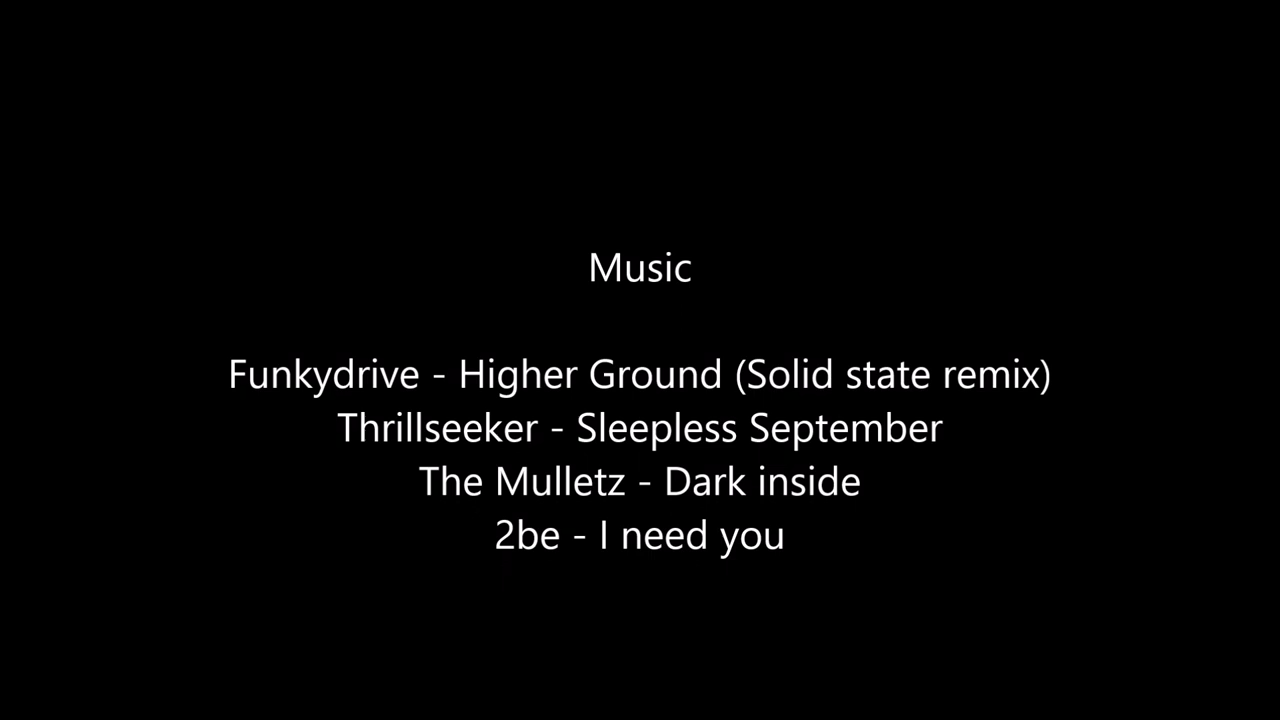 Music
Funkydrive - Higher Ground (Solid state remix)
Thrillseeker - Sleepless September
The Mulletz - Dark inside
2be - I need you